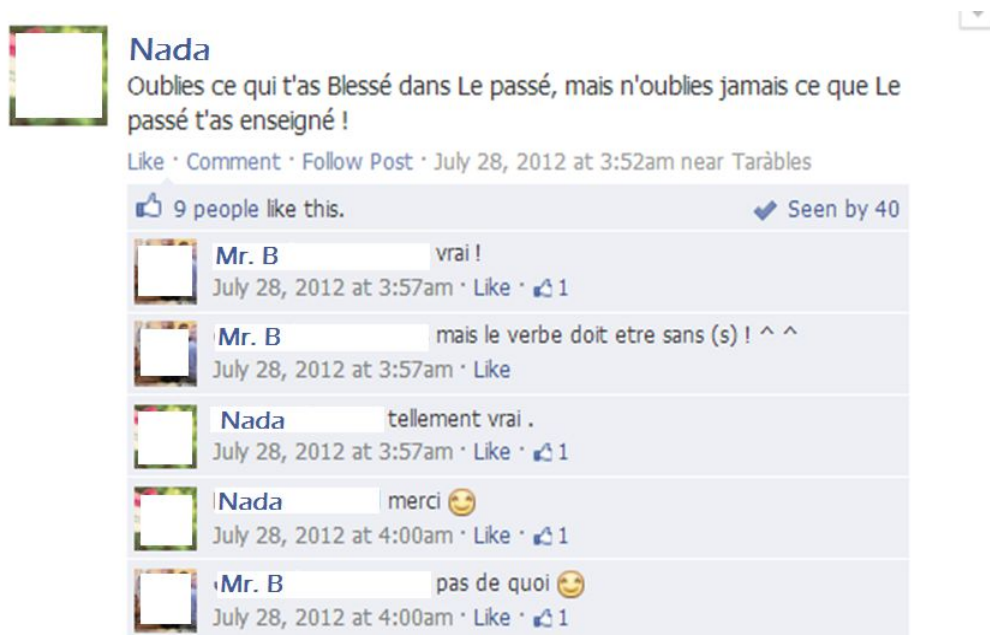 Nada
Oublies ce qui t'as Blessé dans Le passé, mais n'oublies jamais ce que Le
passé t'as enseigné !
Like · Comment · Follow Post · July 28, 2012 at 3:52am near Taràbles
9 people like this. Seen by 40
Mr. B vrai !
July 28, 2012 at 3:57am · Like · 1
Mr. B mais le verbe doit etre sans (s) ! ^ ^
July 28, 2012 at 3:57am · Like
Nada tellement vrai .
July 28, 2012 at 3:57am · Like · 1
Nada merci
July 28, 2012 at 4:00am · Like · 1
Mr. B pas de quoi
July 28, 2012 at 4:00am · Like · 1